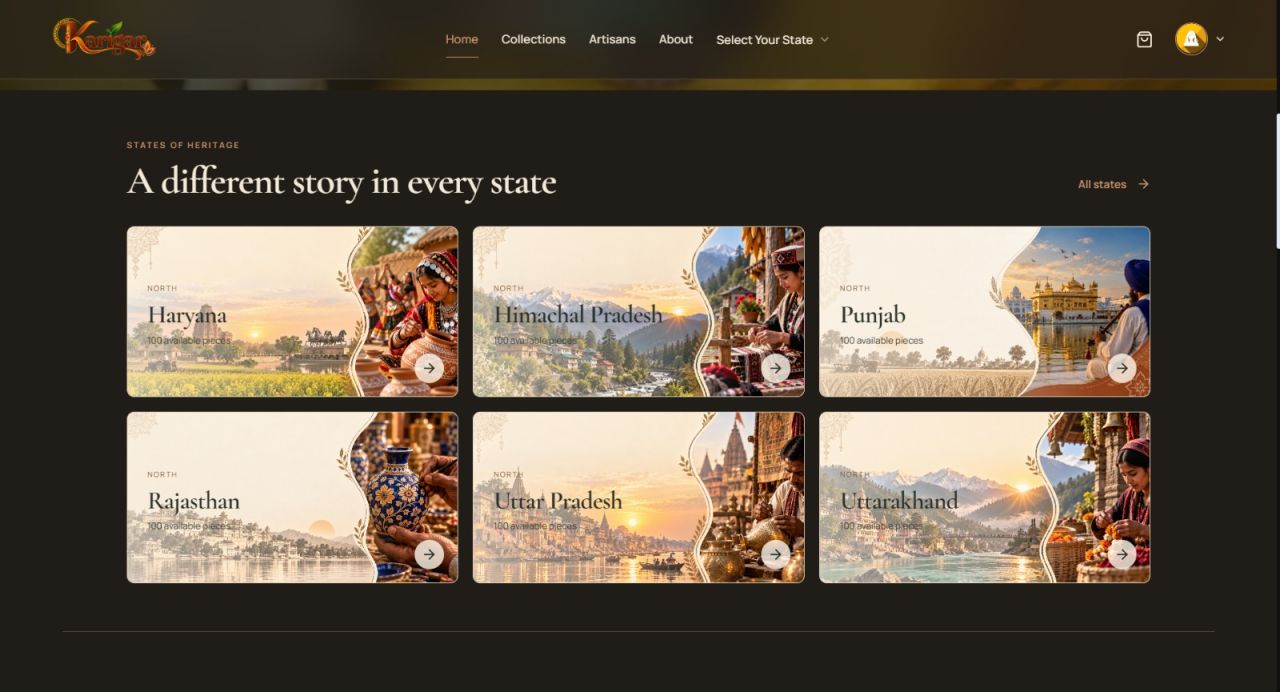 Karigar
Home
Collections
Artisans
About
Select Your State
STATES OF HERITAGE
A different story in every state
All states
NORTH
Haryana
100 available pieces
NORTH
Himachal Pradesh
100 available pieces
NORTH
Punjab
100 available pieces
NORTH
Rajasthan
100 available pieces
NORTH
Uttar Pradesh
100 available pieces
NORTH
Uttarakhand
100 available pieces